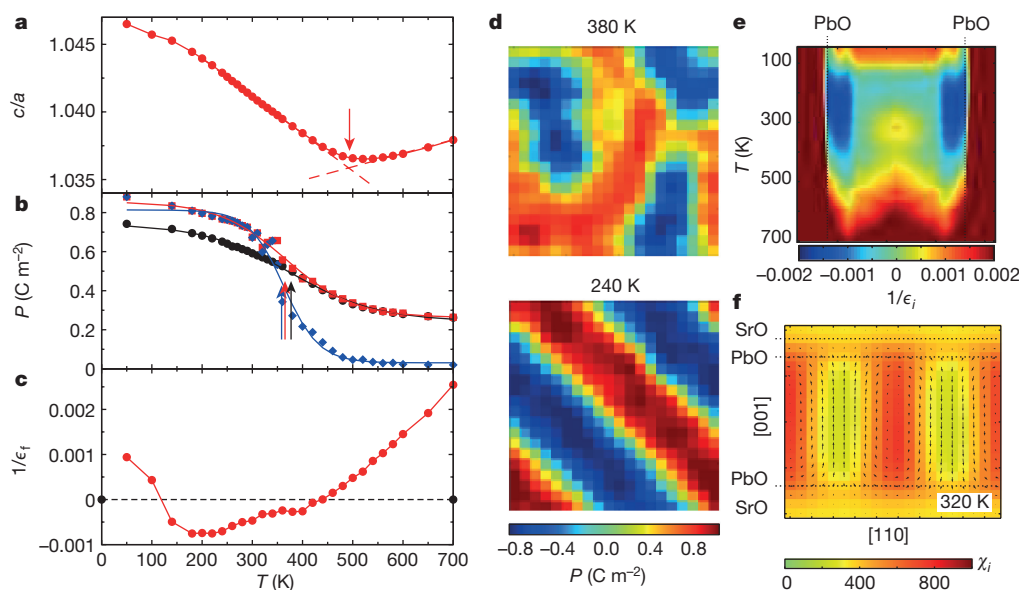 a
1.045
1.040
1.035
c/a
b
0.8
0.6
0.4
0.2
0
P (C m–2)
c
0.002
0.001
0
−0.001
1/ϵf
0 100 200 300 400 500 600 700
T (K)
d
380 K
240 K
−0.8 −0.4 0.0 0.4 0.8
P (C m–2)
e
PbO PbO
100
300
500
700
T (K)
−0.002 −0.001 0 0.001 0.002
1/ϵi
f
SrO
PbO
[001]
PbO
SrO
320 K
[110]
0 400 800 χi